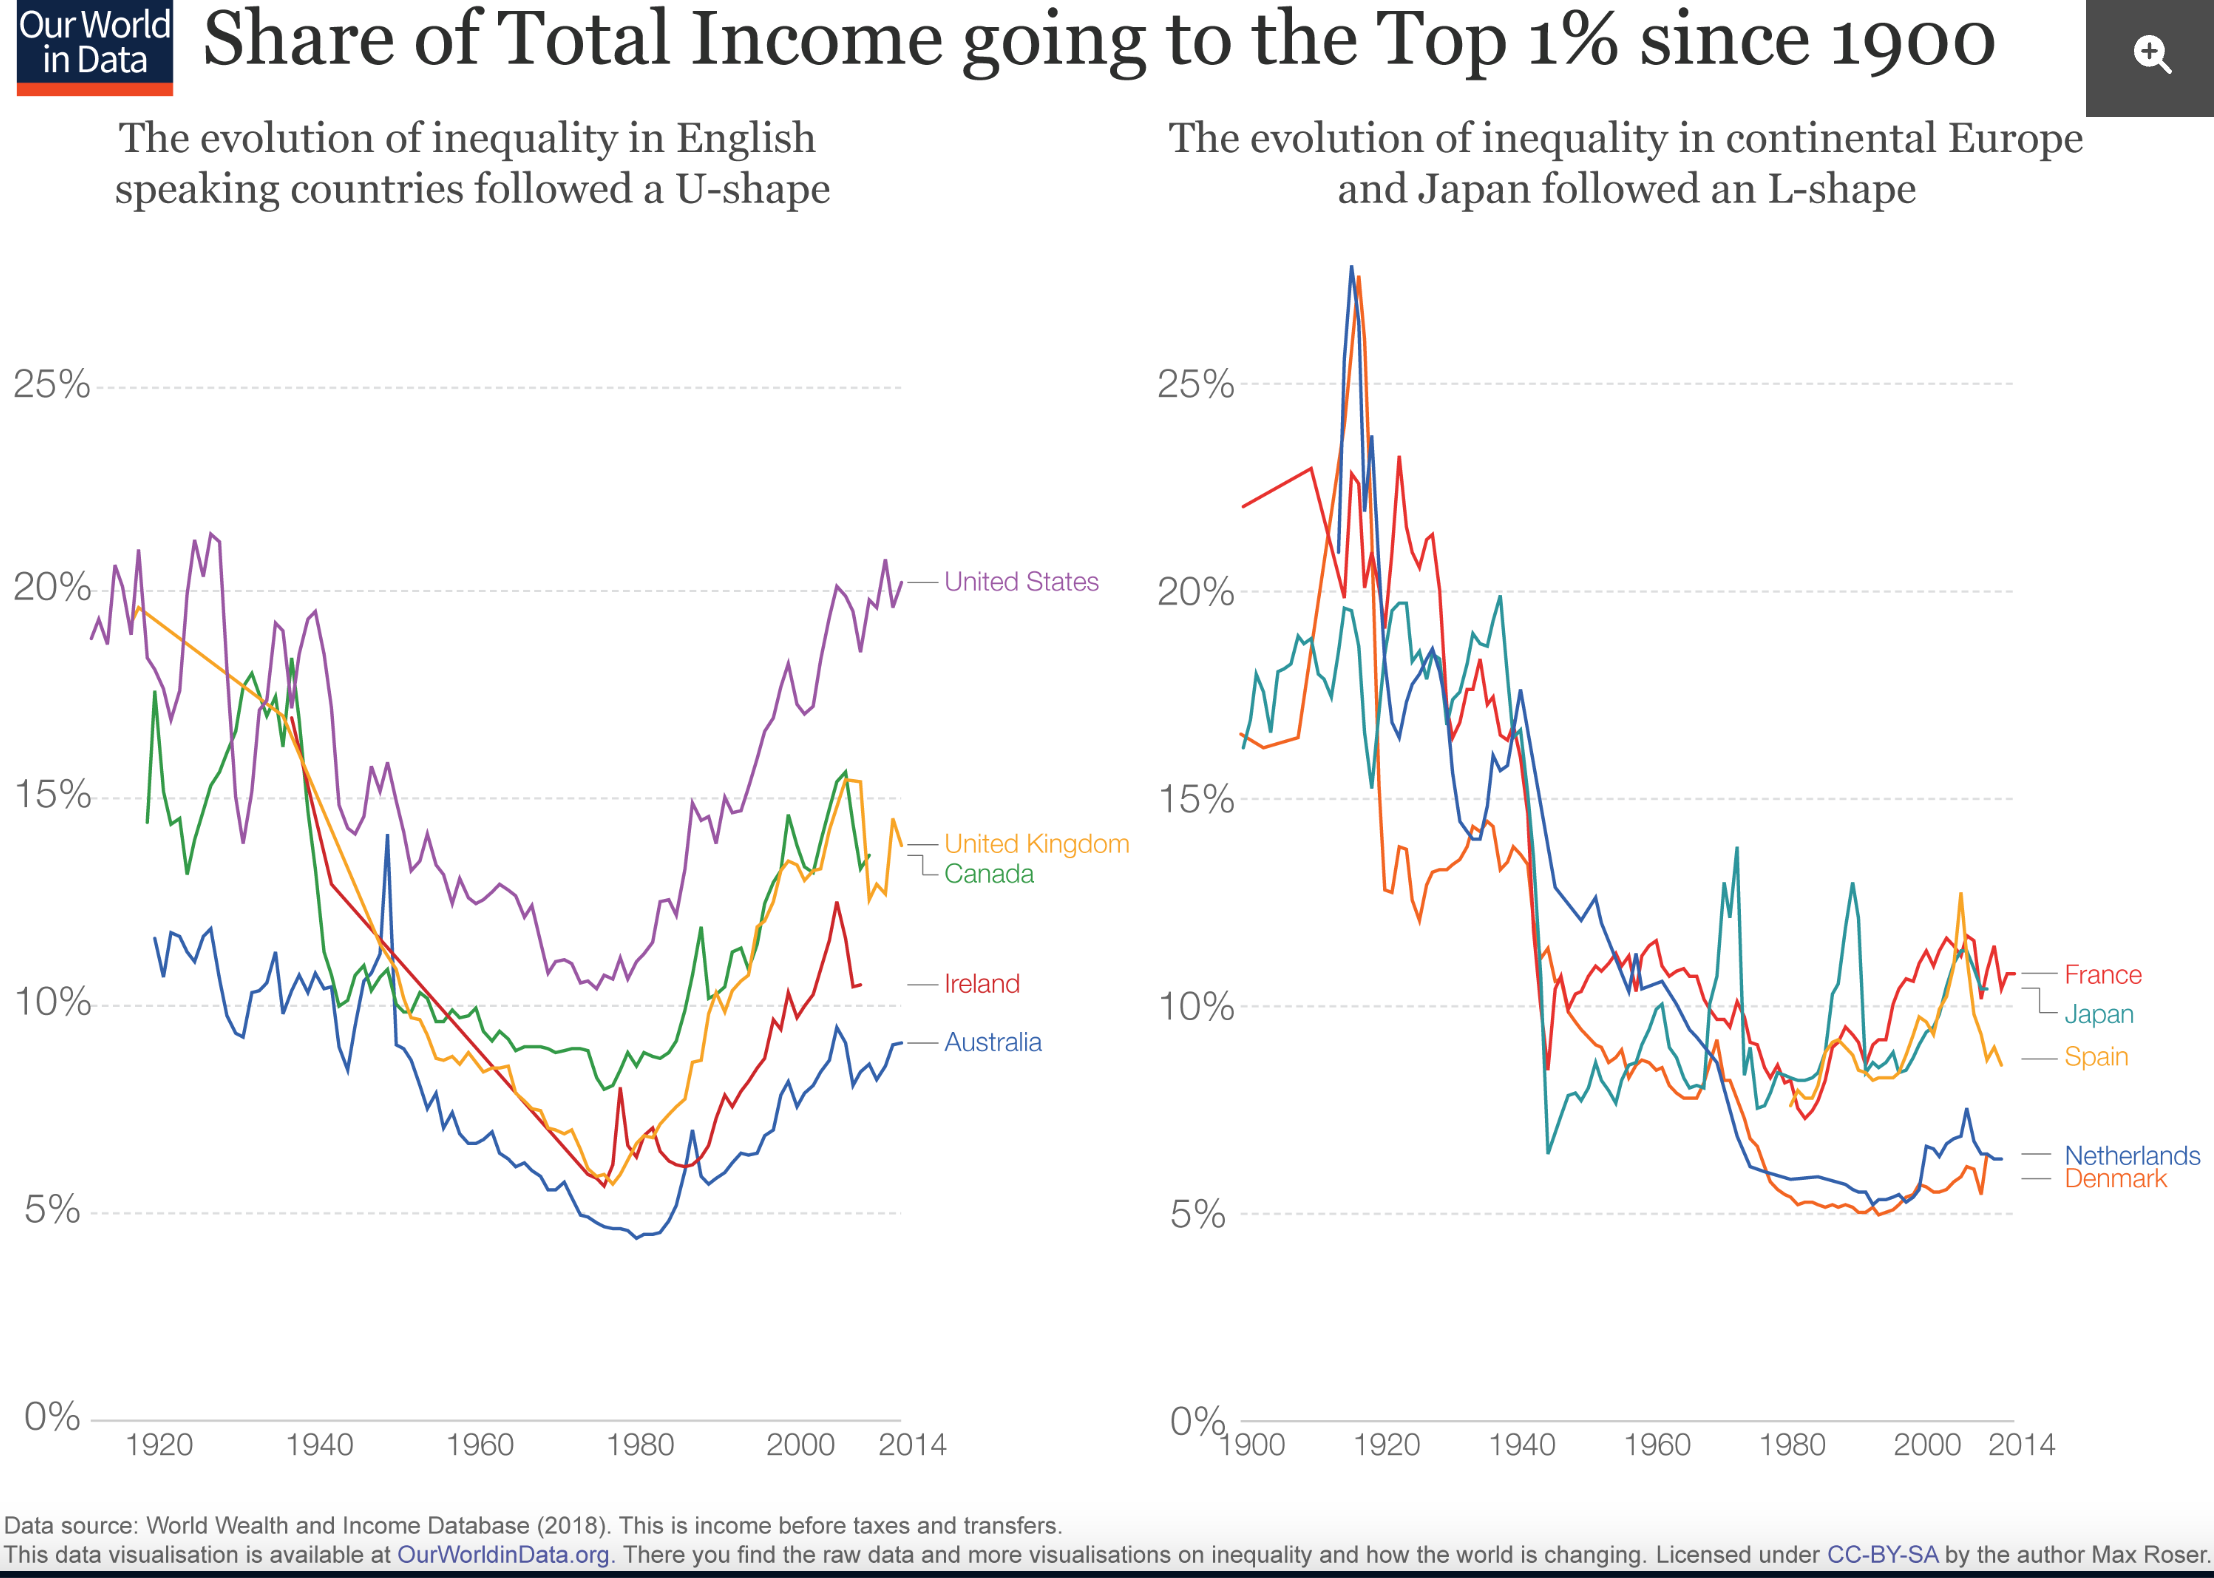 Our World
in Data
Share of Total Income going to the Top 1% since 1900
The evolution of inequality in English
speaking countries followed a U-shape
25%
20%
15%
10%
5%
0%
1920 1940 1960 1980 2000 2014
United States
United Kingdom
Canada
Ireland
Australia
The evolution of inequality in continental Europe
and Japan followed an L-shape
25%
20%
15%
10%
5%
0%
1900 1920 1940 1960 1980 2000 2014
France
Japan
Spain
Netherlands
Denmark
Data source: World Wealth and Income Database (2018). This is income before taxes and transfers.
This data visualisation is available at OurWorldinData.org. There you find the raw data and more visualisations on inequality and how the world is changing. Licensed under CC-BY-SA by the author Max Roser.